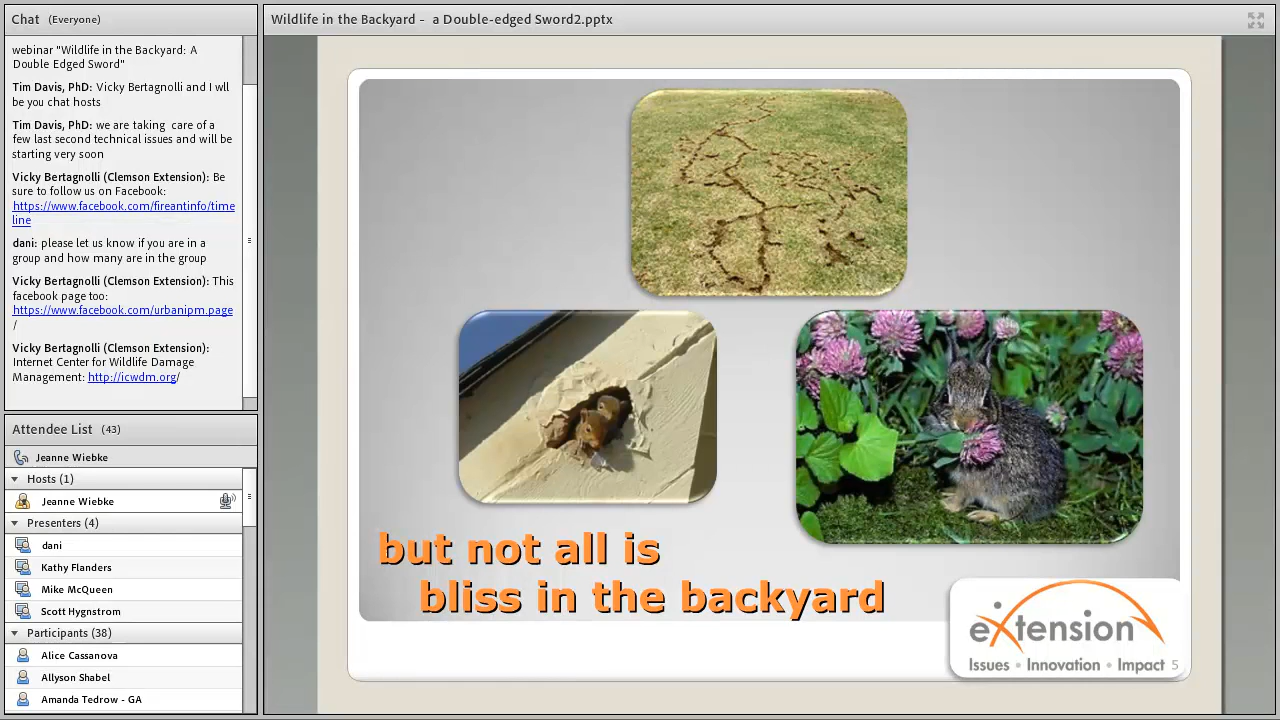 Chat (Everyone)
webinar "Wildlife in the Backyard: A
Double Edged Sword"
Tim Davis, PhD: Vicky Bertagnolli and I wll
be you chat hosts
Tim Davis, PhD: we are taking care of a
few last second technical issues and will be
starting very soon
Vicky Bertagnolli (Clemson Extension): Be
sure to follow us on Facebook:
https://www.facebook.com/fireantinfo/time
line
dani: please let us know if you are in a
group and how many are in the group
Vicky Bertagnolli (Clemson Extension): This
facebook page too:
https://www.facebook.com/urbanipm.page
/
Vicky Bertagnolli (Clemson Extension):
Internet Center for Wildlife Damage
Management: http://icwdm.org/
Attendee List (43)
Jeanne Wiebke
Hosts (1)
Jeanne Wiebke
Presenters (4)
dani
Kathy Flanders
Mike McQueen
Scott Hygnstrom
Participants (38)
Alice Cassanova
Allyson Shabel
Amanda Tedrow - GA
Wildlife in the Backyard - a Double-edged Sword2.pptx
but not all is
bliss in the backyard
eXtension
Issues • Innovation • Impact 5